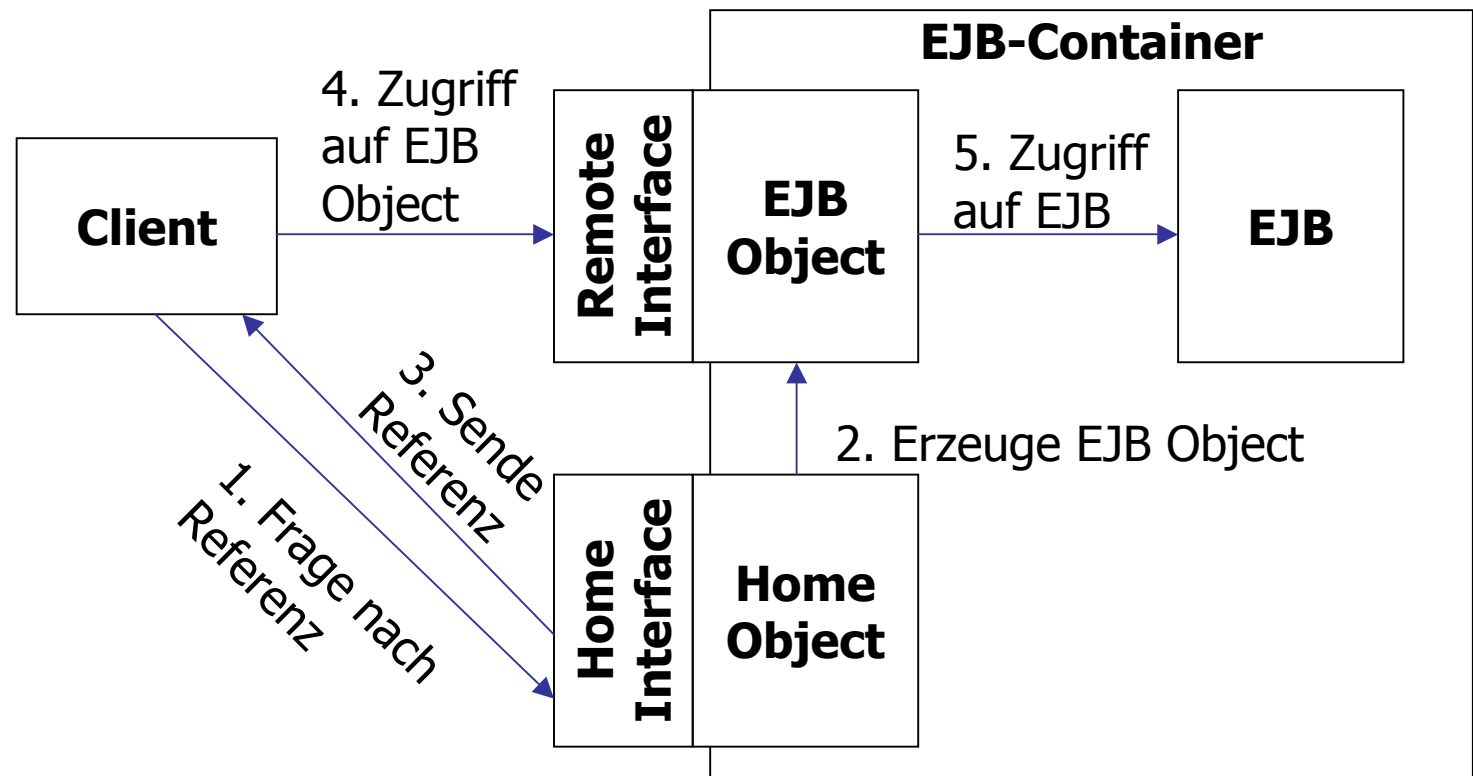 EJB-Container
4. Zugriff
auf EJB
Object
Client
Remote
Interface
EJB
Object
5. Zugriff
auf EJB
EJB
3. Sende
Referenz
2. Erzeuge EJB Object
1. Frage nach
Referenz
Home
Interface
Home
Object